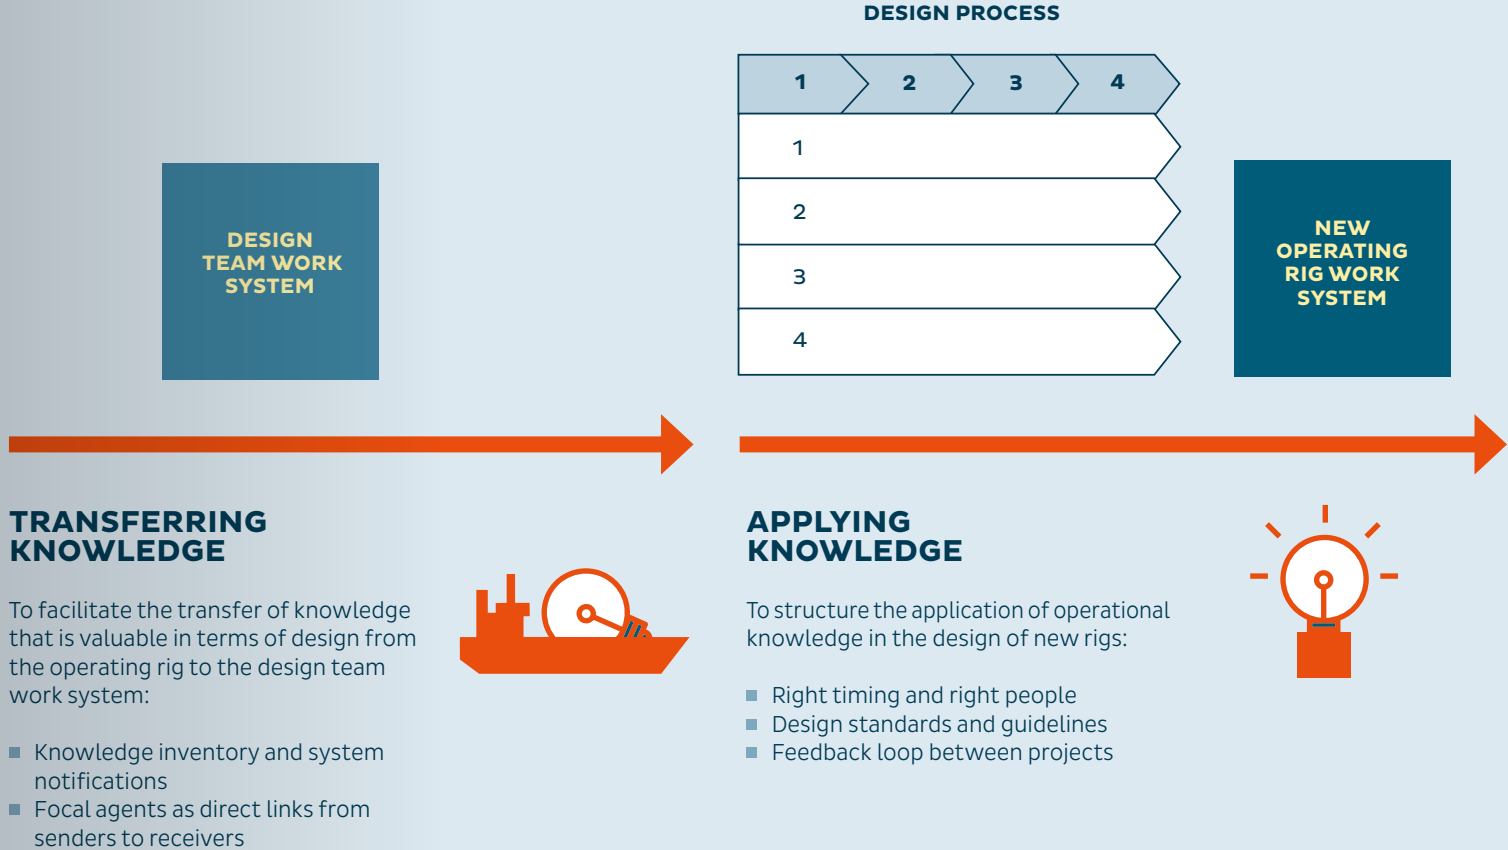 DESIGN PROCESS
1 2 3 4
1
2
3
4
DESIGN
TEAM WORK
SYSTEM
NEW
OPERATING
RIG WORK
SYSTEM
TRANSFERRING
KNOWLEDGE
To facilitate the transfer of knowledge
that is valuable in terms of design from
the operating rig to the design team
work system:
Knowledge inventory and system
notifications
Focal agents as direct links from
senders to receivers
APPLYING
KNOWLEDGE
To structure the application of operational
knowledge in the design of new rigs:
Right timing and right people
Design standards and guidelines
Feedback loop between projects